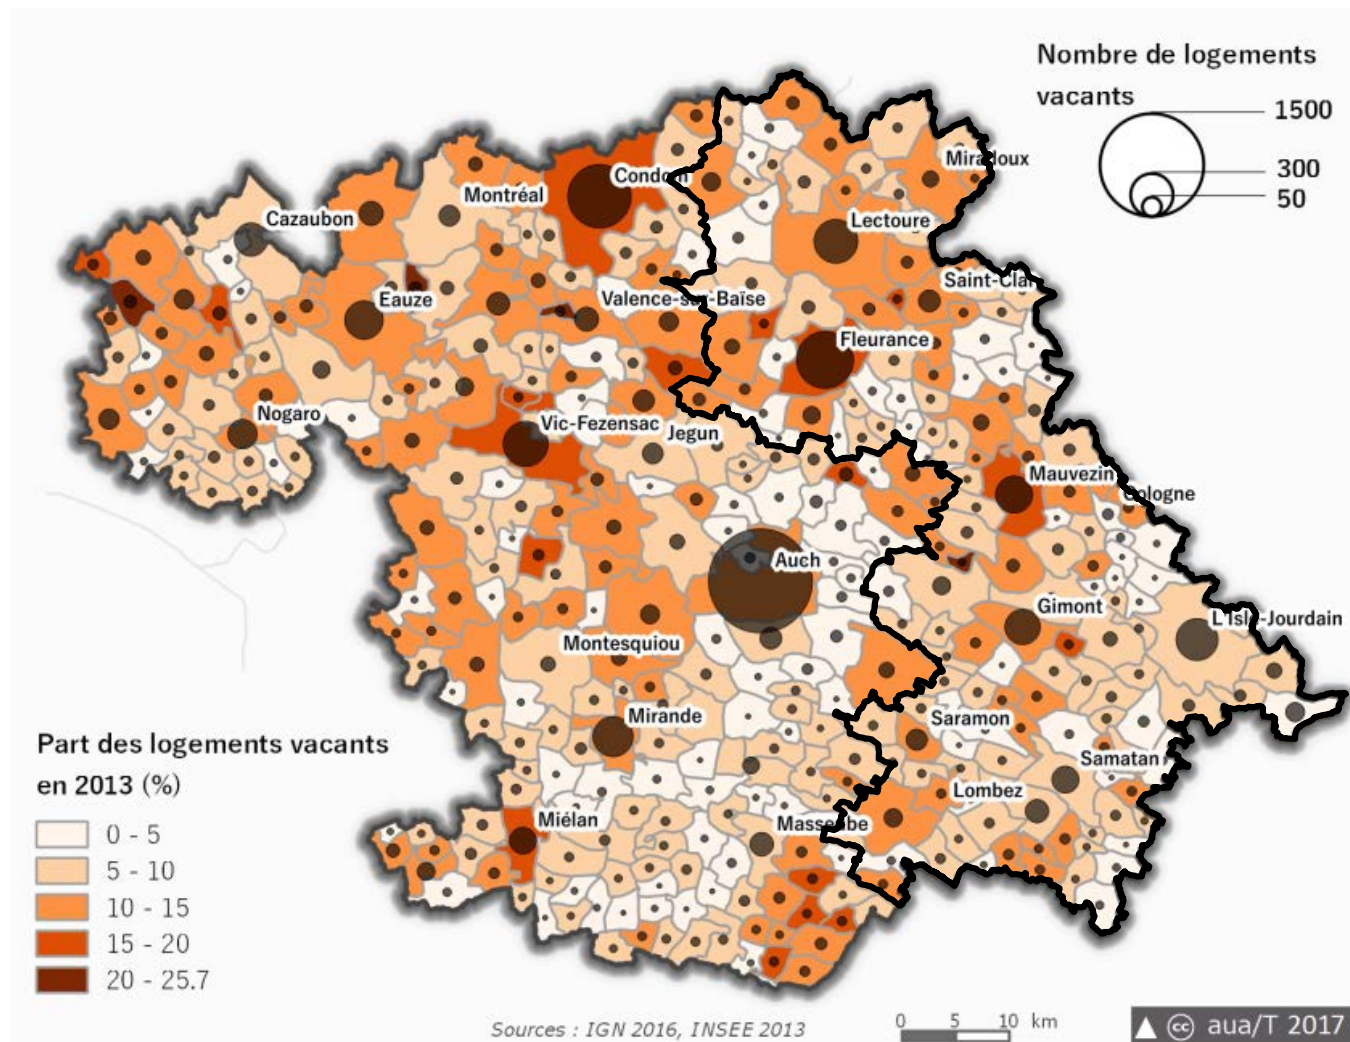 Nombre de logements
vacants
1500
300
50
Miradoux
Condom
Montréal
Cazaubon
Lectoure
Saint-Clar
Eauze
Valence-sur-Baïse
Fleurance
Nogaro
Vic-Fezensac
Jegun
Mauvezin
Cologne
Auch
Gimont
L'Isle-Jourdain
Montesquiou
Mirande
Saramon
Samatan
Lombez
Miélan
Masseube
Part des logements vacants
en 2013 (%)
0 - 5
5 - 10
10 - 15
15 - 20
20 - 25.7
Sources : IGN 2016, INSEE 2013
0 5 10 km
cc aua/T 2017